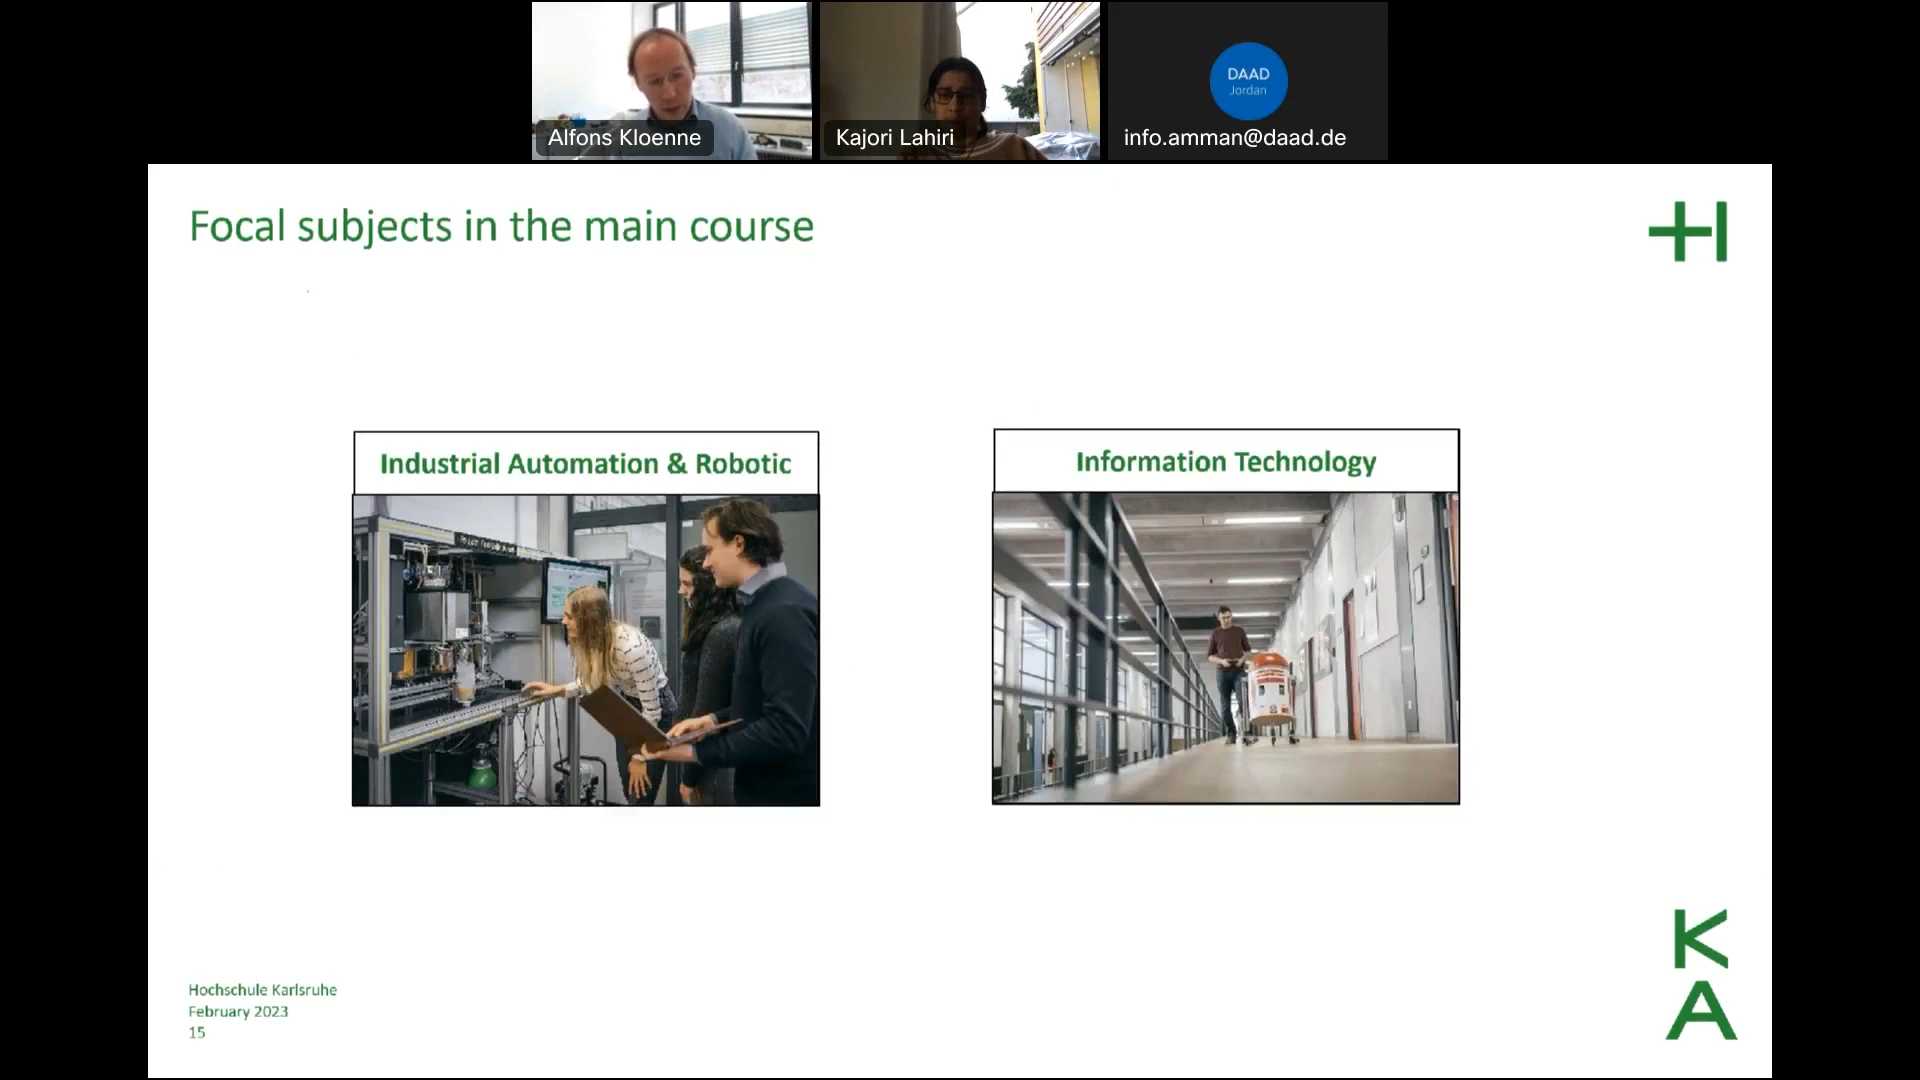 DAAD
Jordan
Alfons Kloenne
Kajori Lahiri
info.amman@daad.de
Focal subjects in the main course
H
Industrial Automation & Robotic
Information Technology
K
A
Hochschule Karlsruhe
February 2023
15